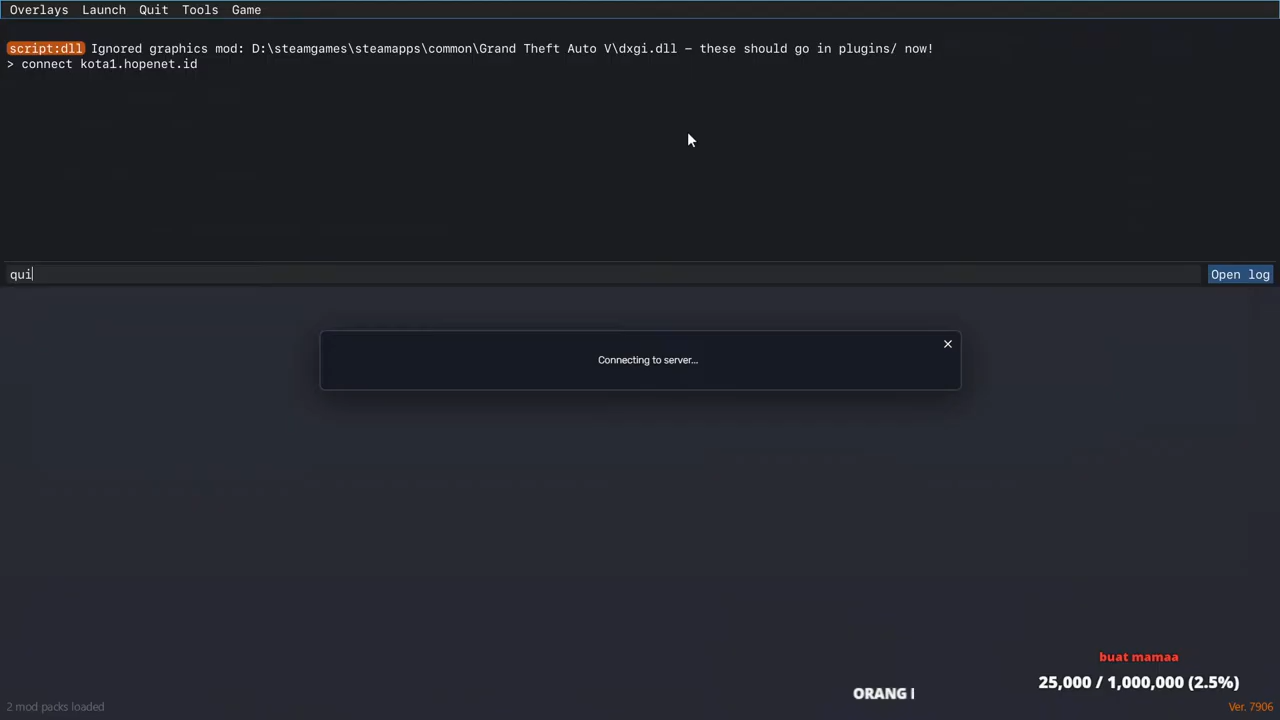 Overlays Launch Quit Tools Game
script:dll Ignored graphics mod: D:\steamgames\steamapps\common\Grand Theft Auto V\dxgi.dll - these should go in plugins/ now!
> connect kota1.hopenet.id
qui
Open log
Connecting to server...
buat mamaa
25,000 / 1,000,000 (2.5%)
ORANG
2 mod packs loaded
Ver. 7906